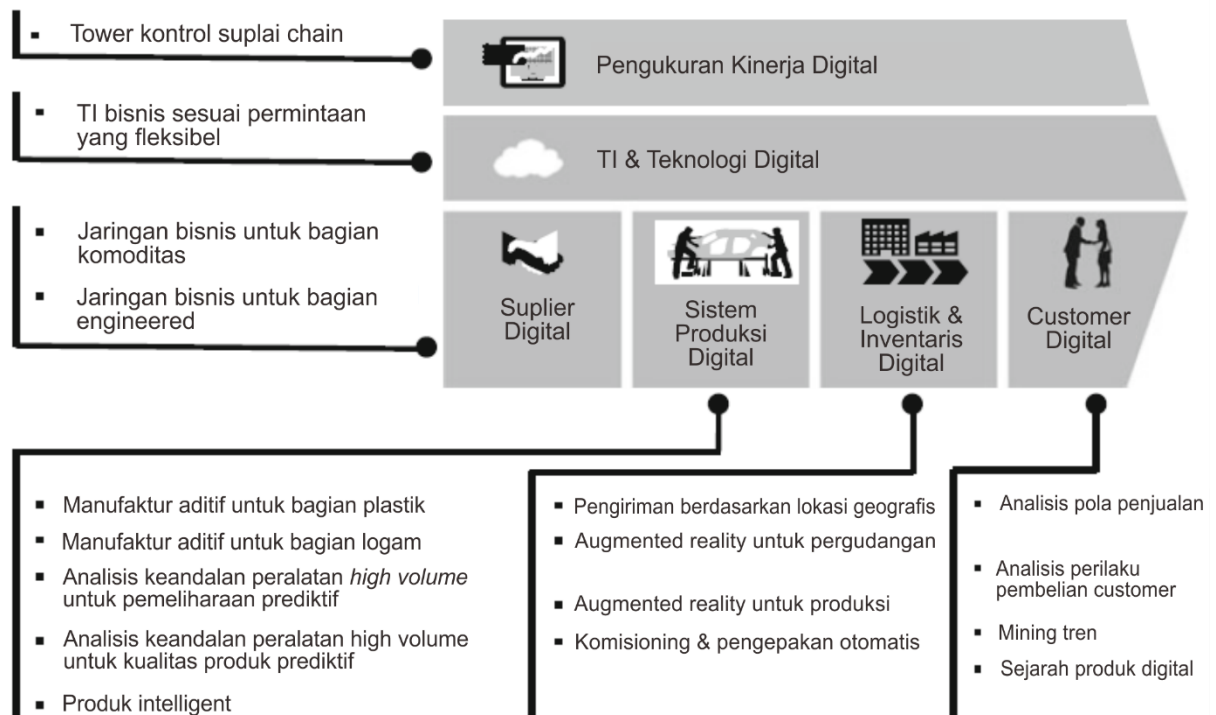 Tower kontrol suplai chain
Pengukuran Kinerja Digital
TI bisnis sesuai permintaan
yang fleksibel
TI & Teknologi Digital
Jaringan bisnis untuk bagian
komoditas
Jaringan bisnis untuk bagian
engineered
Suplier
Digital
Sistem
Produksi
Digital
Logistik &
Inventaris
Digital
Customer
Digital
Manufaktur aditif untuk bagian plastik
Manufaktur aditif untuk bagian logam
Analisis keandalan peralatan high volume
untuk pemeliharaan prediktif
Analisis keandalan peralatan high volume
untuk kualitas produk prediktif
Produk intelligent
Pengiriman berdasarkan lokasi geografis
Augmented reality untuk pergudangan
Augmented reality untuk produksi
Komisioning & pengepakan otomatis
Analisis pola penjualan
Analisis perilaku
pembelian customer
Mining tren
Sejarah produk digital